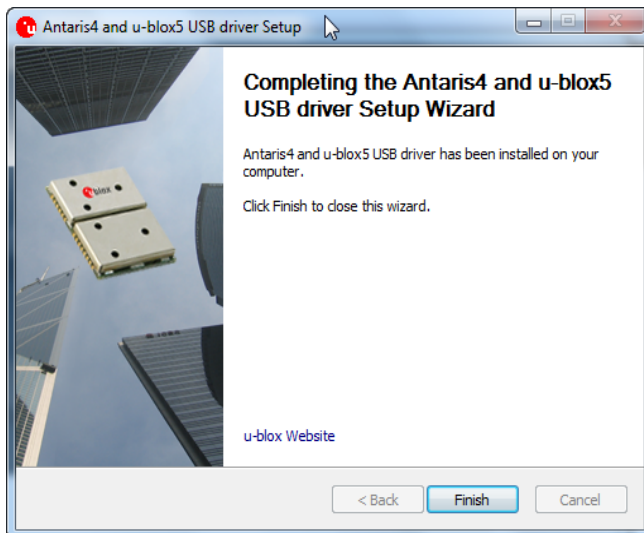 Antaris4 and u-blox5 USB driver Setup
Completing the Antaris4 and u-blox5
USB driver Setup Wizard
Antaris4 and u-blox5 USB driver has been installed on your
computer.
Click Finish to close this wizard.
blox
u-blox Website
< Back
Finish
Cancel